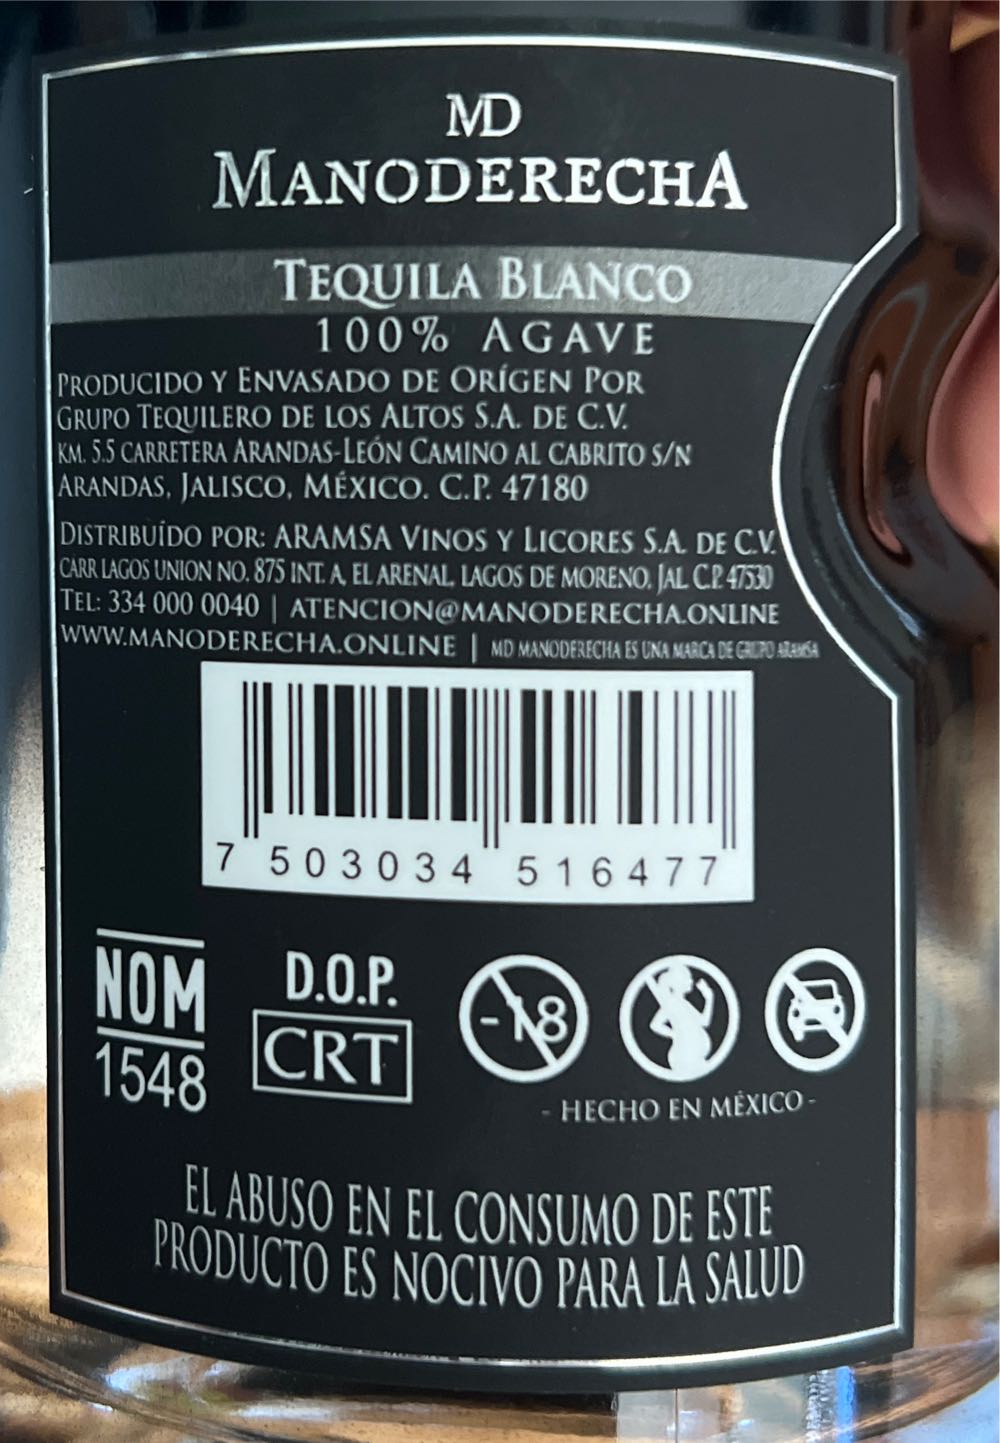 MD
MANODERECHA
TEQUILA BLANCO
100% AGAVE
PRODUCIDO Y ENVASADO DE ORÍGEN POR
GRUPO TEQUILERO DE LOS ALTOS S.A. DE C.V.
KM. 5.5 CARRETERA ARANDAS-LEÓN CAMINO AL CABRITO S/N
ARANDAS, JALISCO, MÉXICO. C.P. 47180
DISTRIBUÍDO POR: ARAMSA VINOS Y LICORES S.A. DE C.V.
CARR LAGOS UNION NO. 875 INT. A, EL ARENAL, LAGOS DE MORENO, JAL C.P. 47530
TEL: 334 000 0040 | ATENCION@MANODERECHA.ONLINE
WWW.MANODERECHA.ONLINE | MD MANODERECHA ES UNA MARCA DE GRUPO ARAMSA
7 503034 516477
NOM
1548
D.O.P.
CRT
-18
- HECHO EN MÉXICO -
EL ABUSO EN EL CONSUMO DE ESTE
PRODUCTO ES NOCIVO PARA LA SALUD